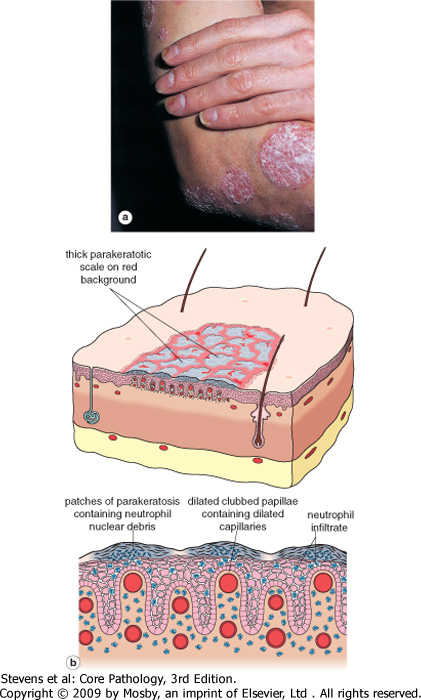 a
thick parakeratotic
scale on red
background
patches of parakeratosis
containing neutrophil
nuclear debris
dilated clubbed papillae
containing dilated
capillaries
neutrophil
infiltrate
b
Stevens et al: Core Pathology, 3rd Edition.
Copyright © 2009 by Mosby, an imprint of Elsevier, Ltd . All rights reserved.